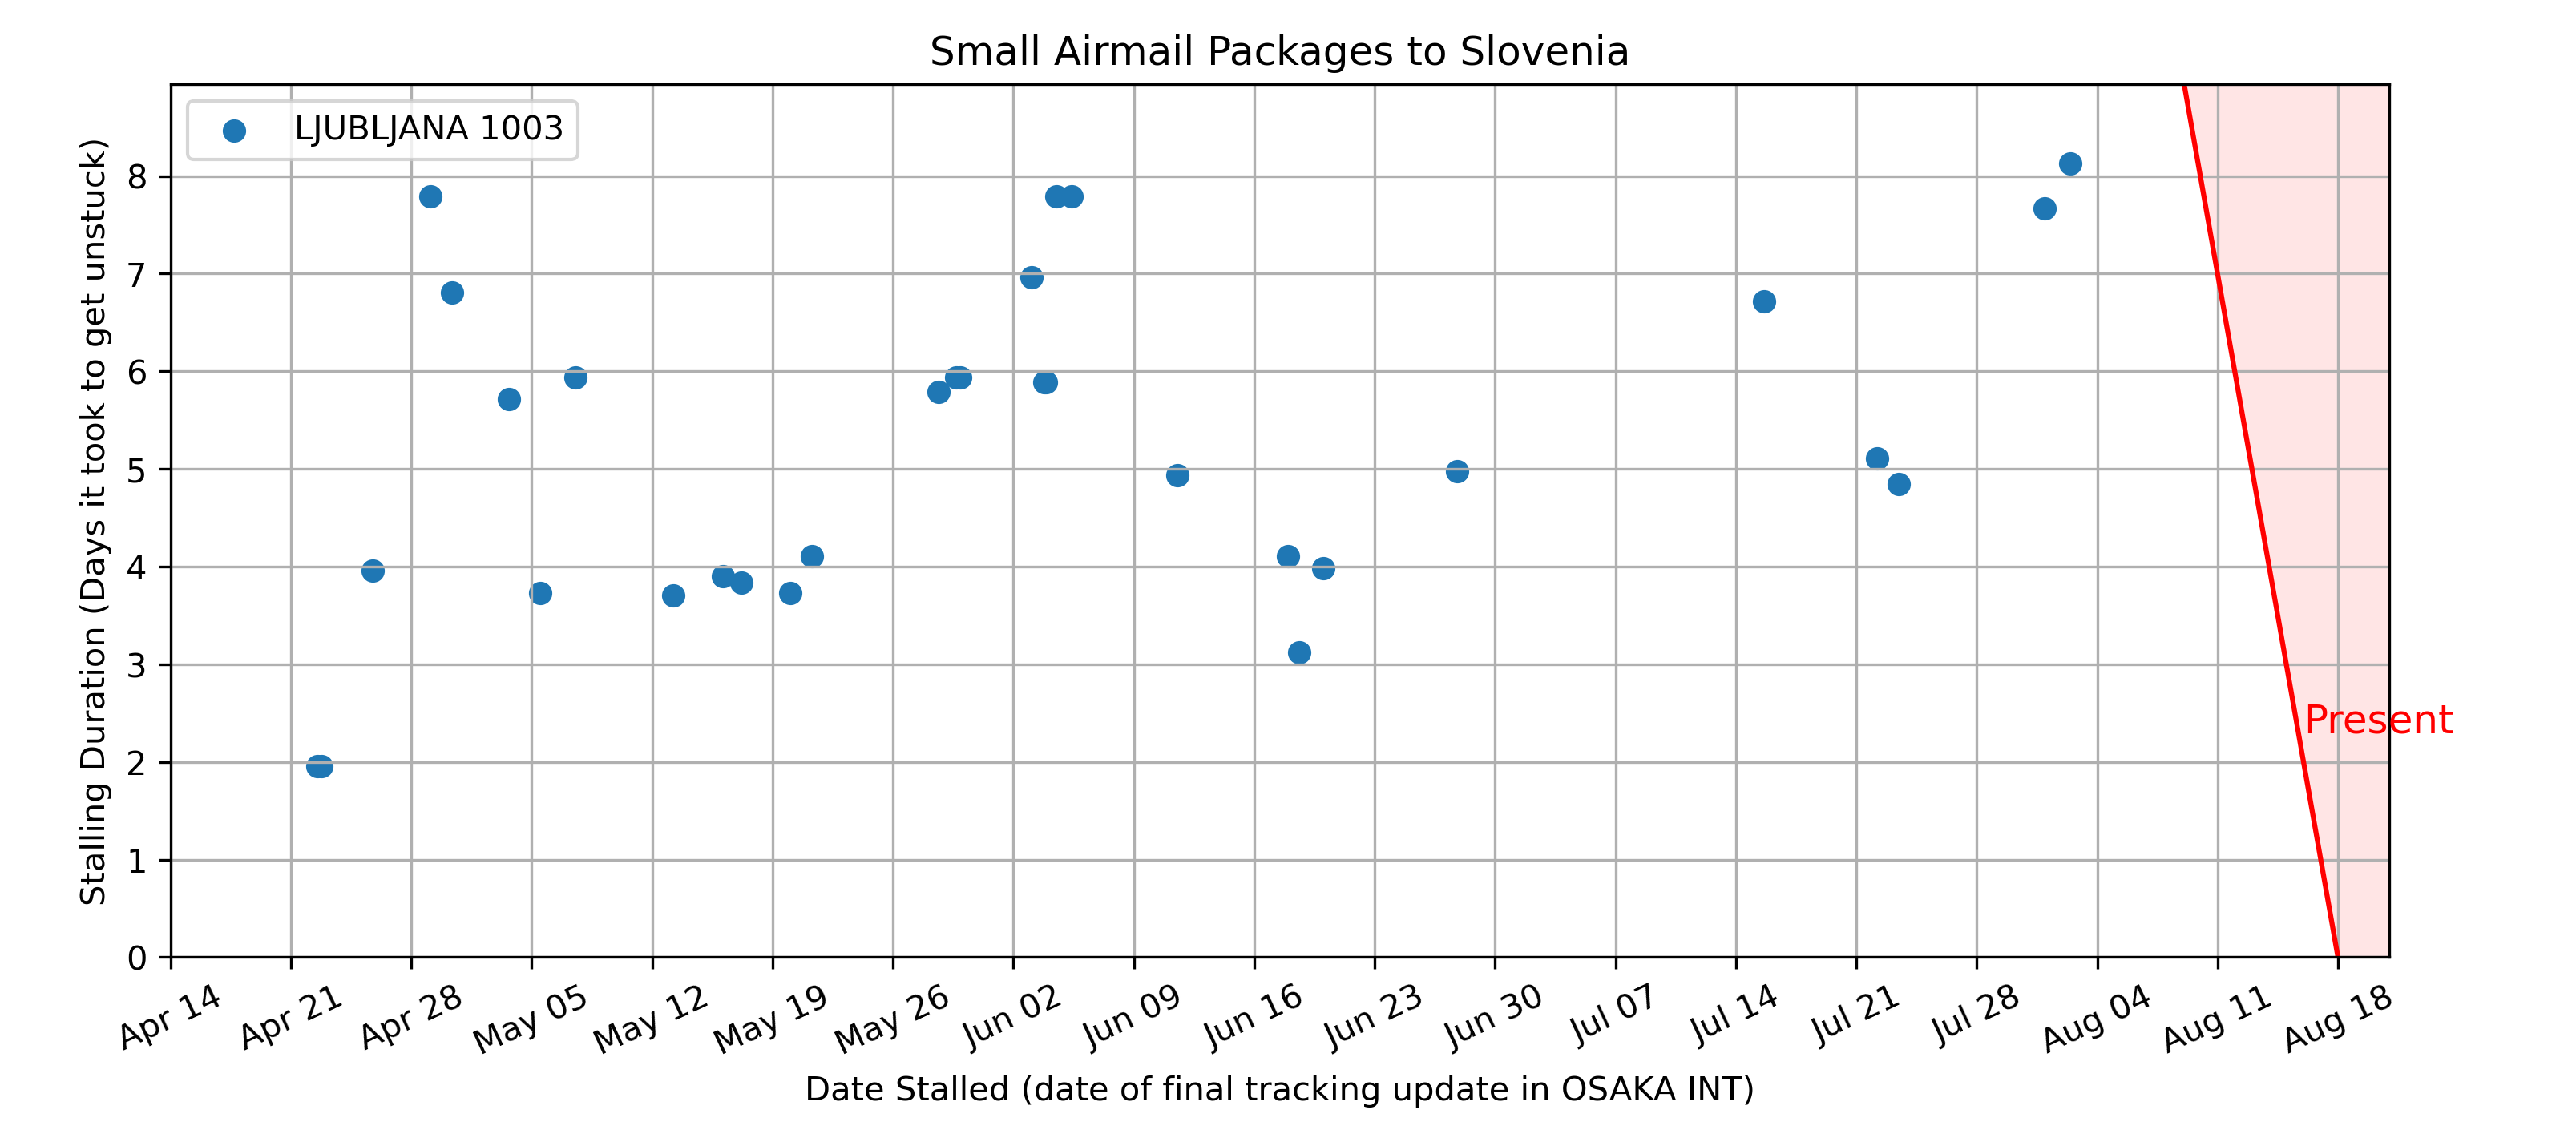 Small Airmail Packages to Slovenia
LJUBLJANA 1003
Stalling Duration (Days it took to get unstuck)
8
7
6
5
4
3
2
1
0
Present
Apr 14
Apr 21
Apr 28
May 05
May 12
May 19
May 26
Jun 02
Jun 09
Jun 16
Jun 23
Jun 30
Jul 07
Jul 14
Jul 21
Jul 28
Aug 04
Aug 11
Aug 18
Date Stalled (date of final tracking update in OSAKA INT)